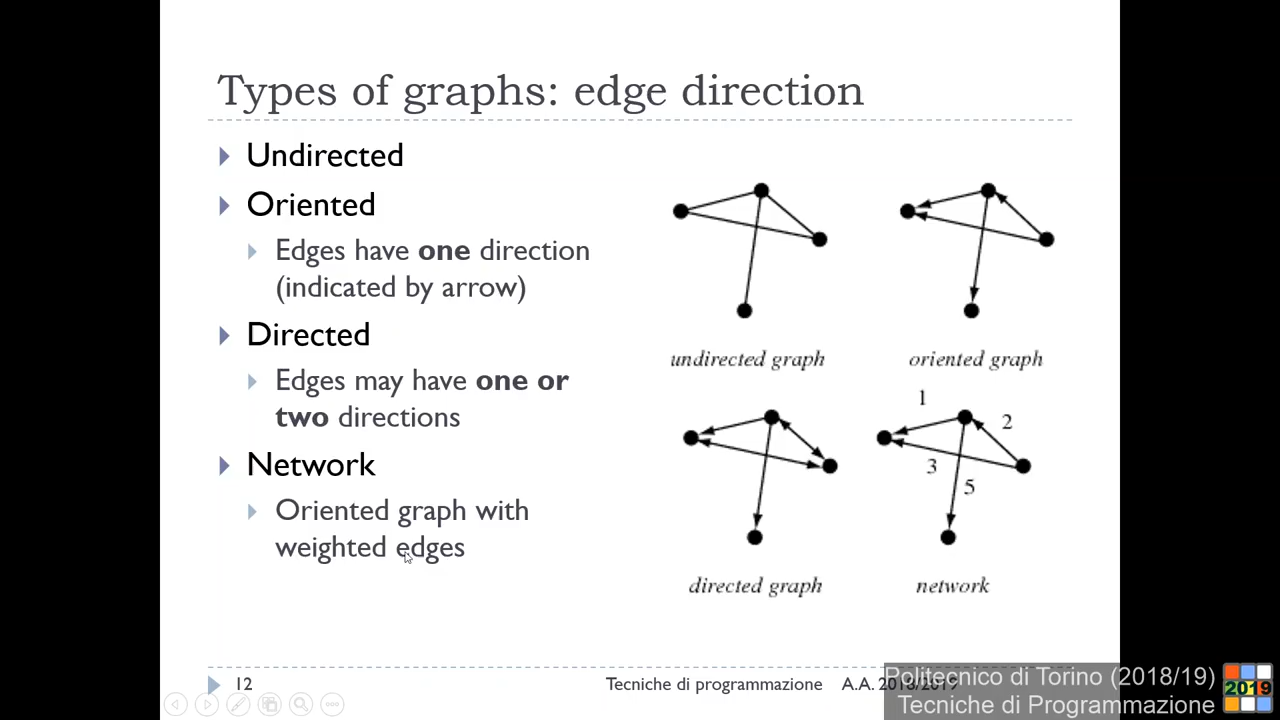 Types of graphs: edge direction
Undirected
Oriented
Edges have one direction
(indicated by arrow)
Directed
Edges may have one or
two directions
Network
Oriented graph with
weighted edges
undirected graph
oriented graph
1
2
3
5
directed graph
network
12
Tecniche di programmazione A.A. 2018/2019
Politecnico di Torino (2018/19)
Tecniche di Programmazione
2019